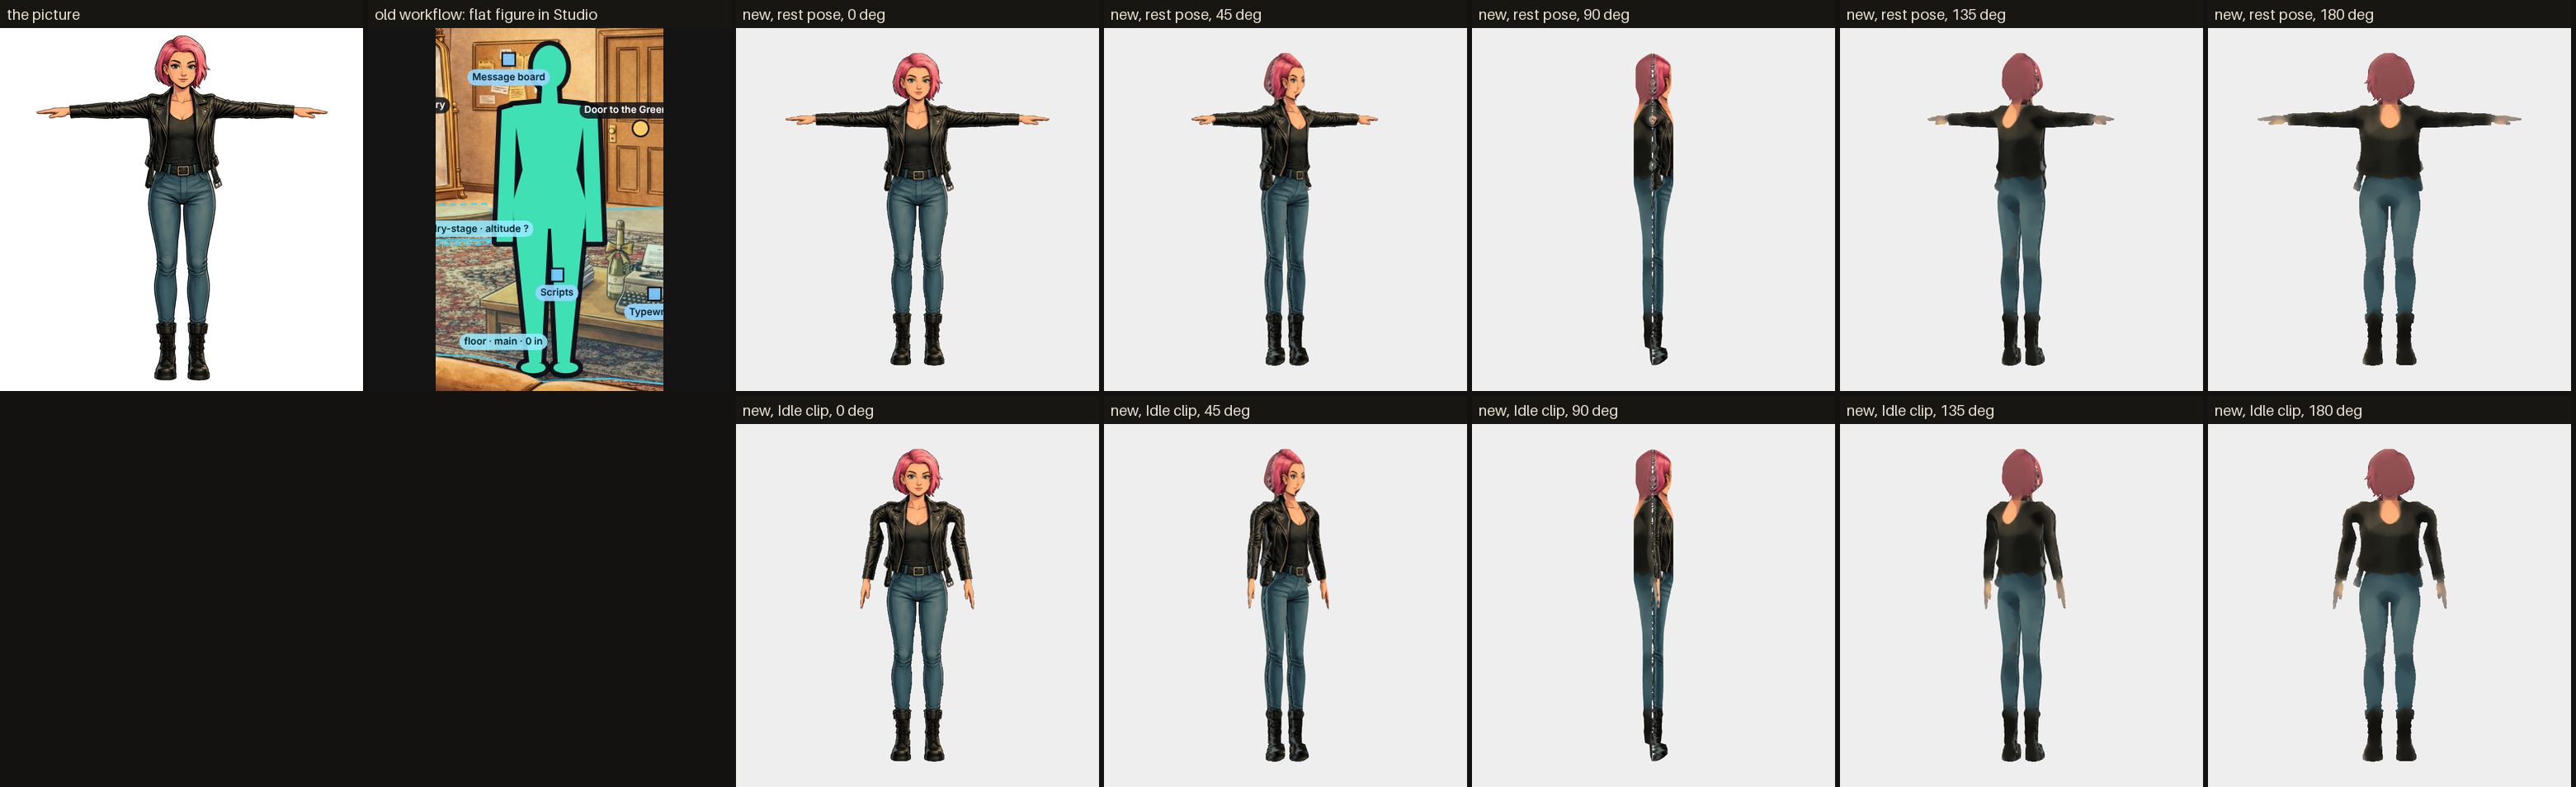 the picture
old workflow: flat figure in Studio
new, rest pose, 0 deg
new, rest pose, 45 deg
new, rest pose, 90 deg
new, rest pose, 135 deg
new, rest pose, 180 deg
Message board
ry
Door to the Green
lry-stage · altitude ?
Scripts
Typewr
floor · main · 0 in
new, Idle clip, 0 deg
new, Idle clip, 45 deg
new, Idle clip, 90 deg
new, Idle clip, 135 deg
new, Idle clip, 180 deg